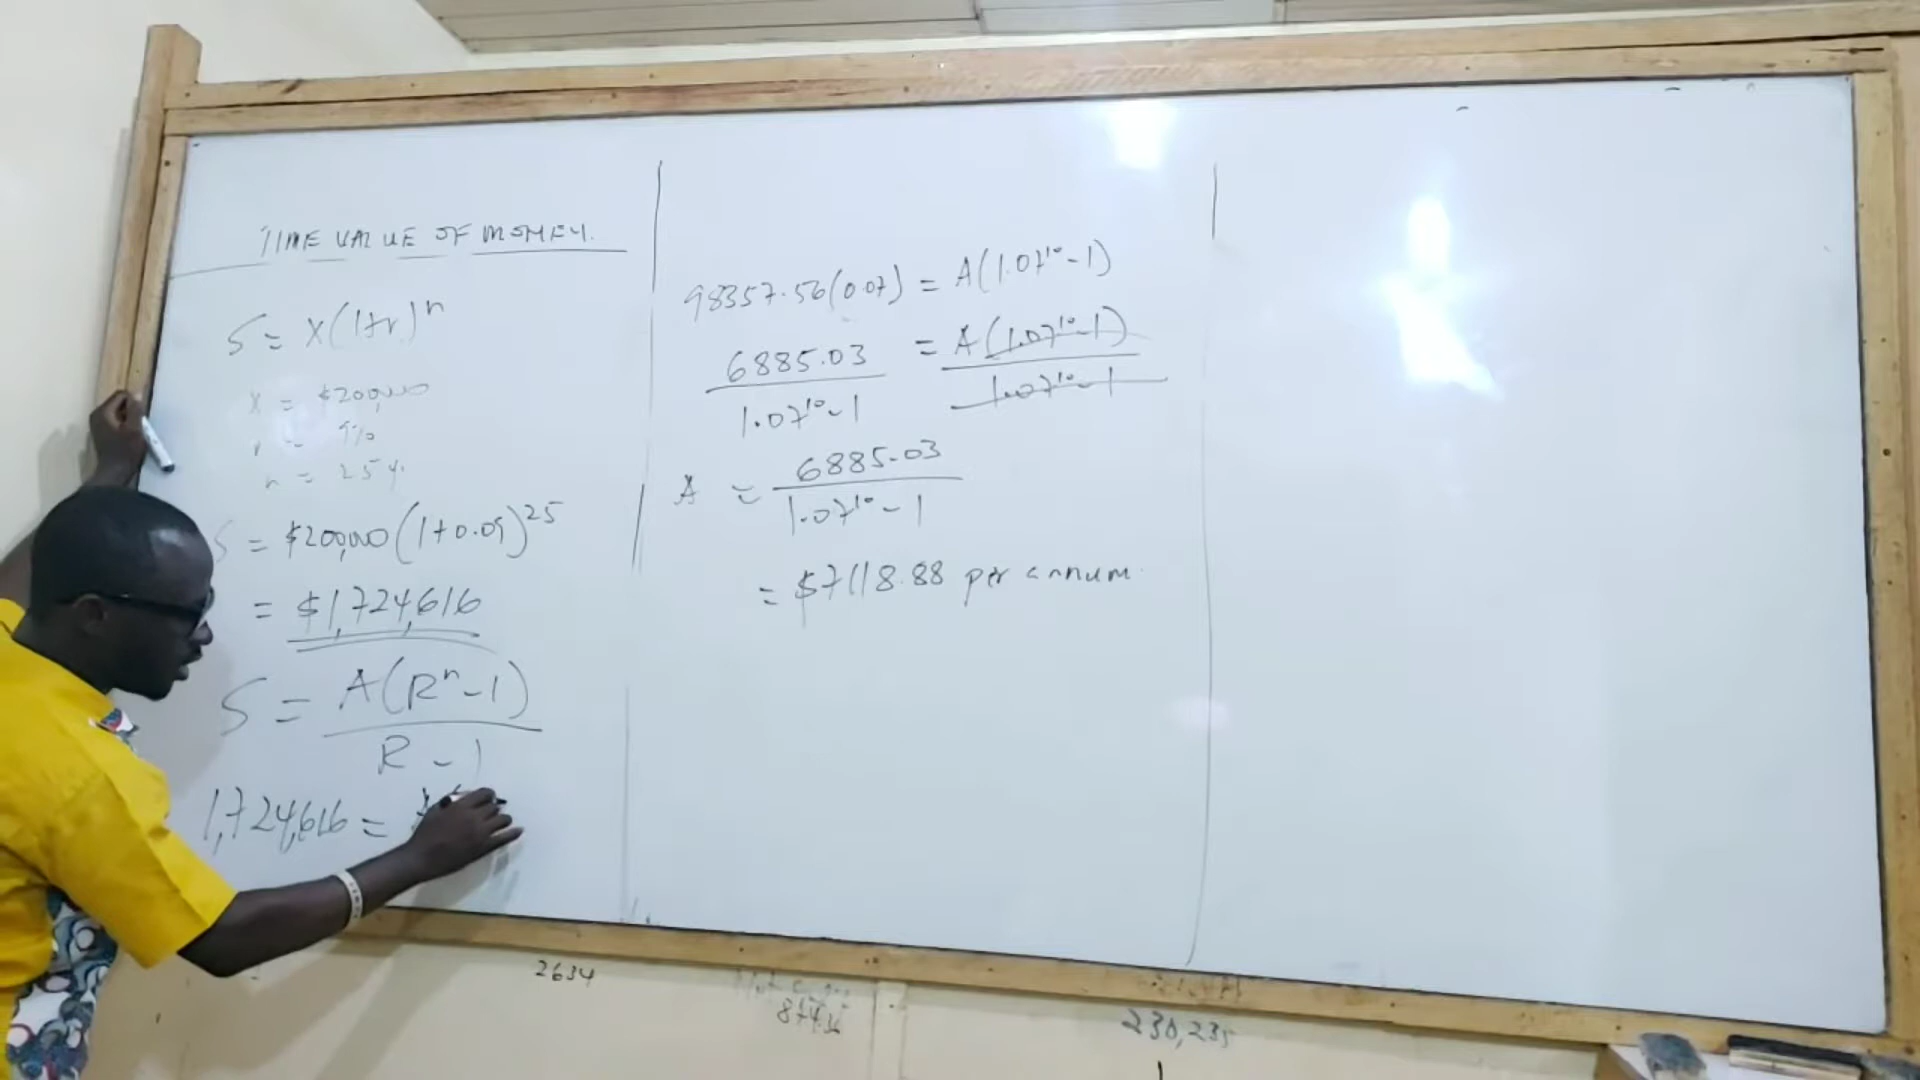 TIME VALUE OF MONEY.
S = X(1+r)^n
X = $200,000
r = 9%
n = 25 y.
S = $200,000(1+0.09)^25
= $1,724,616
S = A(R^n-1)
R-1
1,724,616 =
98357.56(0.07) = A(1.07^10-1)
6885.03 = A(1.07^10-1)
1.07^10-1 1.07^10-1
A = 6885.03
1.07^10-1
= $7118.88 per annum.
2634
230,235